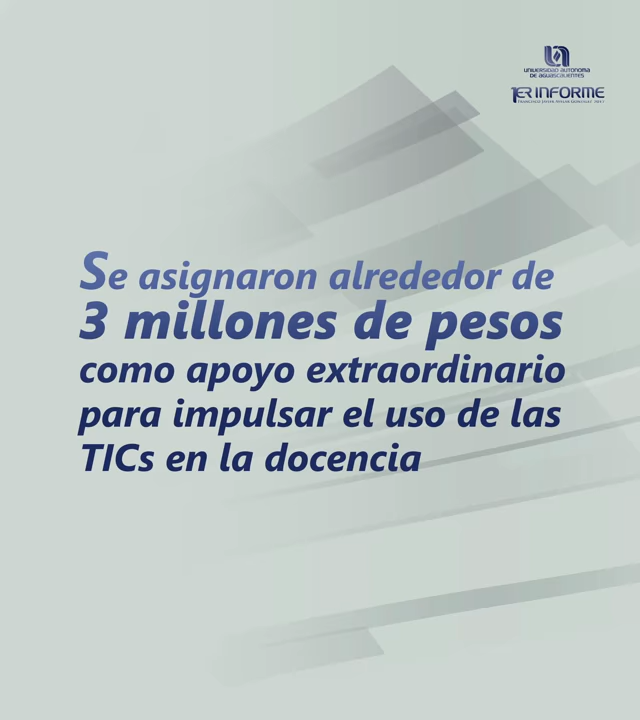 UNIVERSIDAD AUTONOMA
DE AGUASCALIENTES
1ER INFORME
Se asignaron alrededor de
3 millones de pesos
como apoyo extraordinario
para impulsar el uso de las
TICs en la docencia